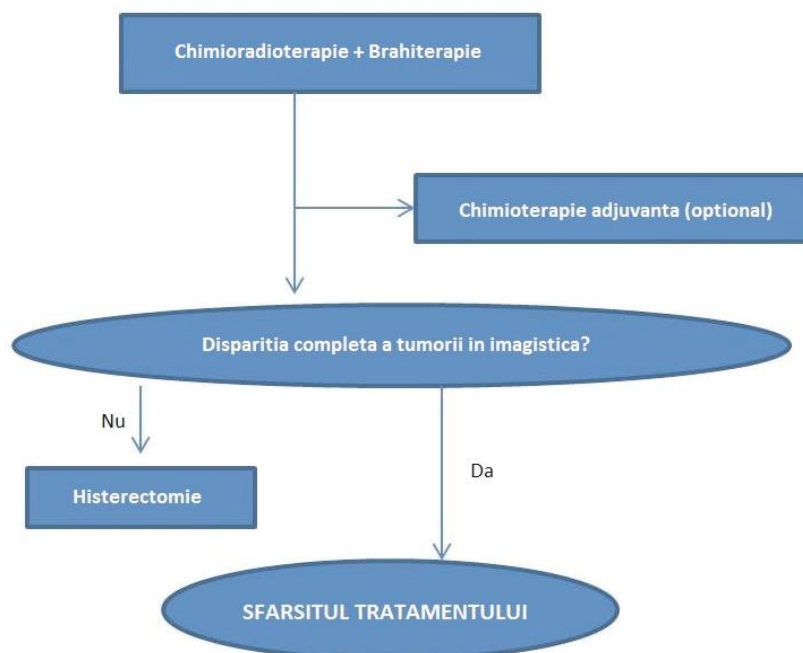 Chimioradioterapie + Brahiterapie
Chimioterapie adjuvanta (optional)
Disparitia completa a tumorii in imagistica?
Nu
Da
Histerectomie
SFARSITUL TRATAMENTULUI